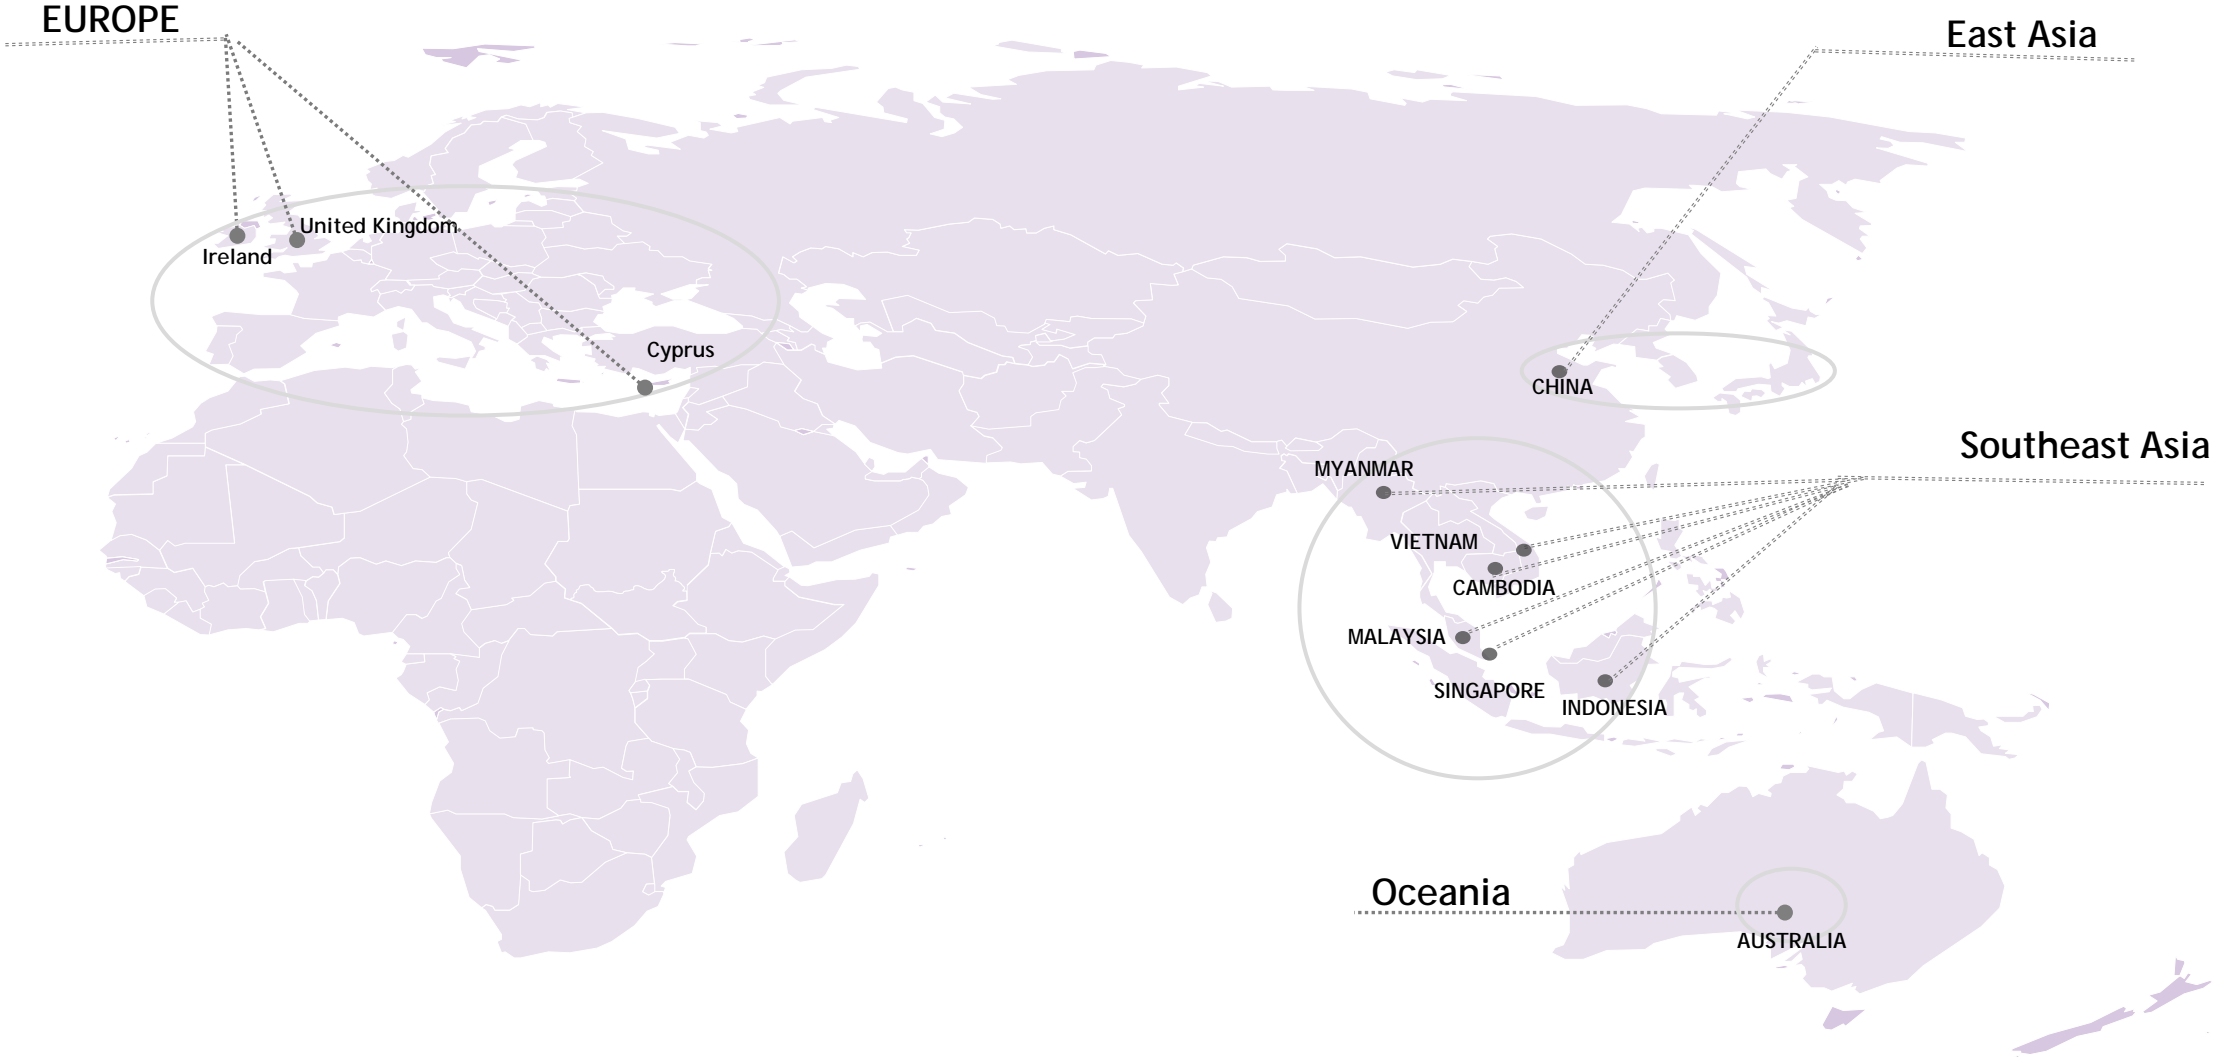 EUROPE
East Asia
United Kingdom
Ireland
Cyprus
CHINA
Southeast Asia
MYANMAR
VIETNAM
CAMBODIA
MALAYSIA
SINGAPORE
INDONESIA
Oceania
AUSTRALIA